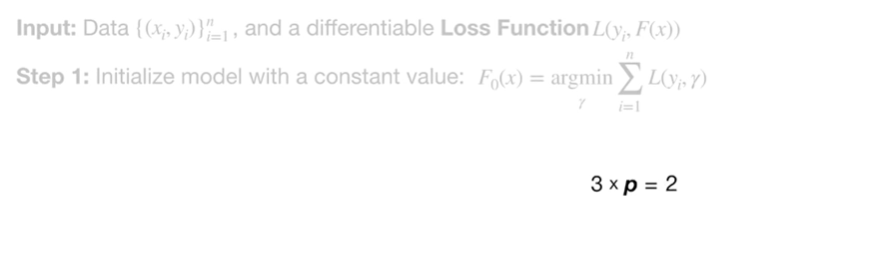 Input: Data {(xᵢ, yᵢ)}ⁿᵢ₌₁, and a differentiable Loss Function L(yᵢ, F(x))
Step 1: Initialize model with a constant value: F₀(x) = argmin_γ ∑ⁿᵢ₌₁ L(yᵢ, γ)
3 × p = 2